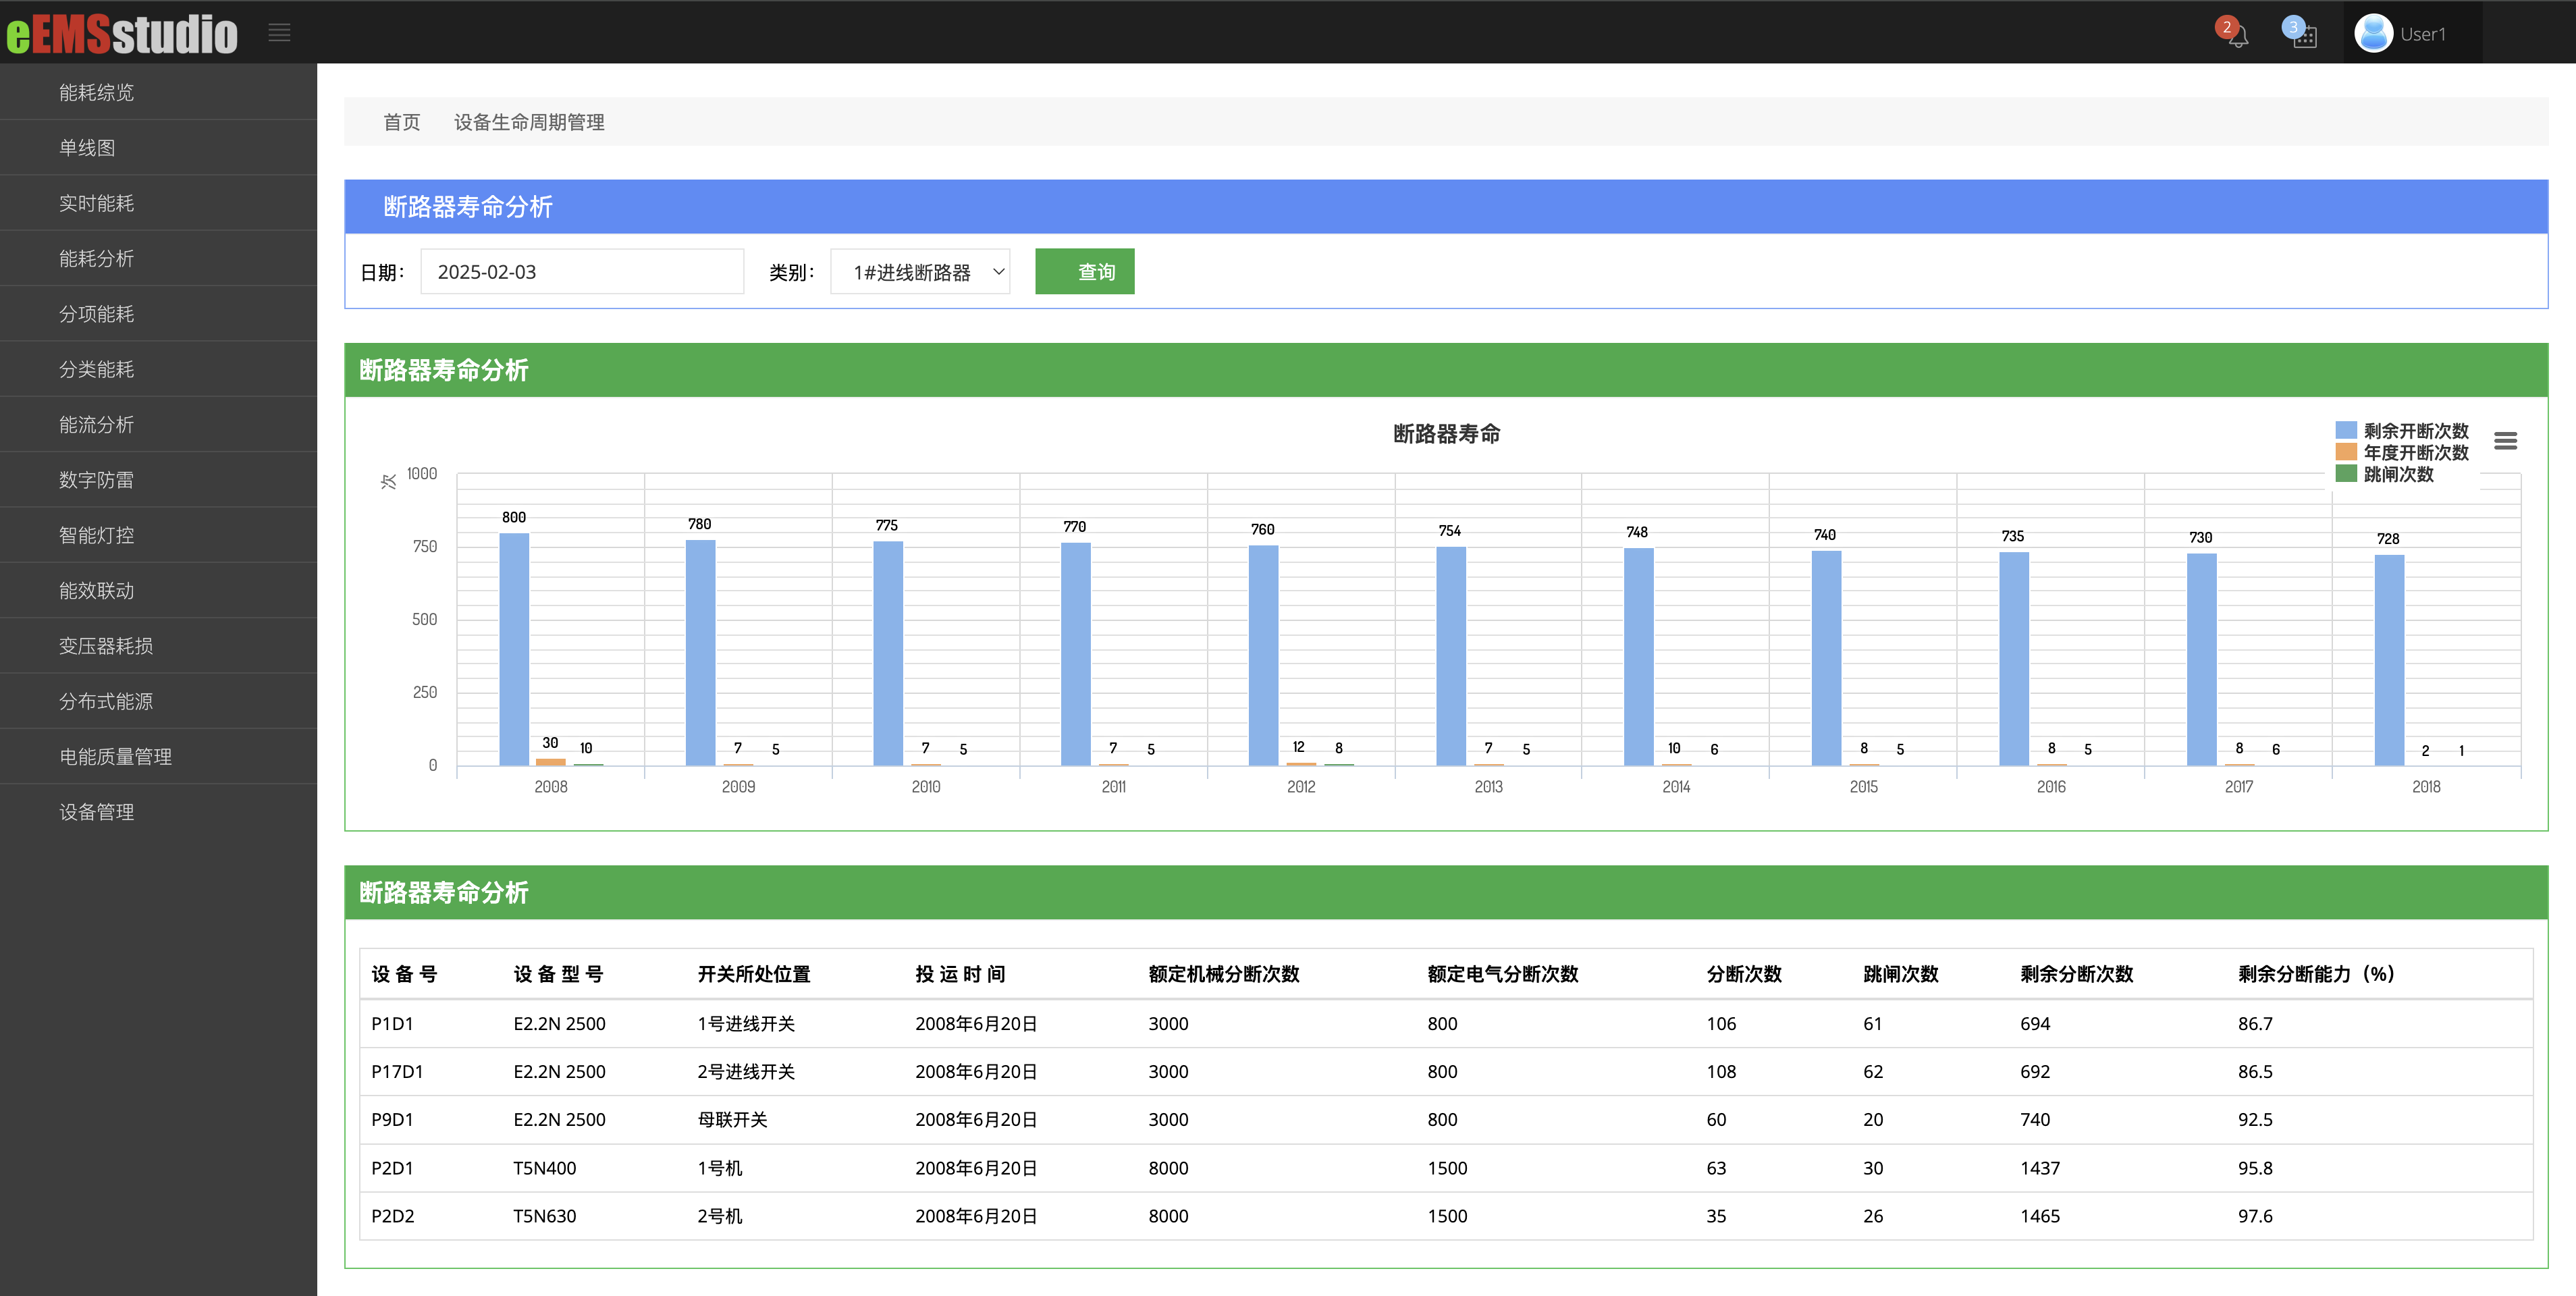 eEMSstudio
2 3 User1
能耗综览
单线图
实时能耗
能耗分析
分项能耗
分类能耗
能流分析
数字防雷
智能灯控
能效联动
变压器耗损
分布式能源
电能质量管理
设备管理
首页 设备生命周期管理
断路器寿命分析
日期： 2025-02-03 类别： 1#进线断路器 查询
断路器寿命分析
断路器寿命
剩余开断次数
年度开断次数
跳闸次数
次
1000
750
500
250
0
800 30 10
780 7 5
775 7 5
770 7 5
760 12 8
754 7 5
748 10 6
740 8 5
735 8 5
730 8 6
728 2 1
2008 2009 2010 2011 2012 2013 2014 2015 2016 2017 2018
断路器寿命分析
设 备 号 设 备 型 号 开关所处位置 投 运 时 间 额定机械分断次数 额定电气分断次数 分断次数 跳闸次数 剩余分断次数 剩余分断能力（%）
P1D1 E2.2N 2500 1号进线开关 2008年6月20日 3000 800 106 61 694 86.7
P17D1 E2.2N 2500 2号进线开关 2008年6月20日 3000 800 108 62 692 86.5
P9D1 E2.2N 2500 母联开关 2008年6月20日 3000 800 60 20 740 92.5
P2D1 T5N400 1号机 2008年6月20日 8000 1500 63 30 1437 95.8
P2D2 T5N630 2号机 2008年6月20日 8000 1500 35 26 1465 97.6